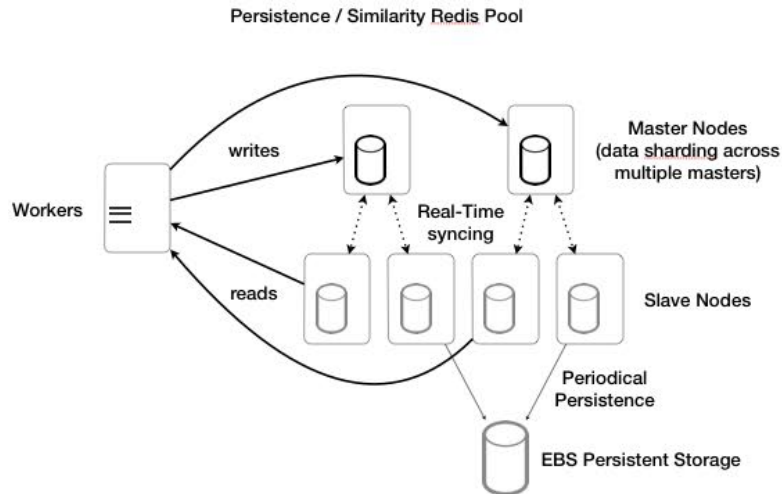 Persistence / Similarity Redis Pool
writes
Master Nodes
(data sharding across
multiple masters)
Workers
Real-Time
syncing
reads
Slave Nodes
Periodical
Persistence
EBS Persistent Storage